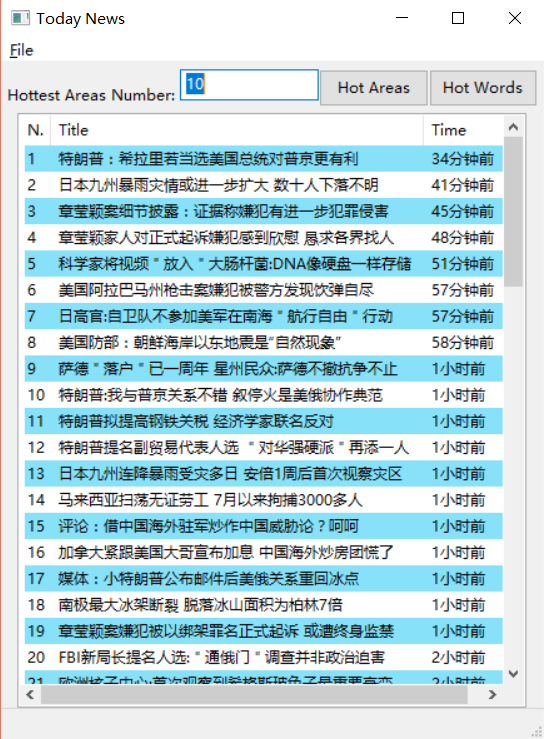 Today News
File
Hottest Areas Number: 10 Hot Areas Hot Words
N. Title Time
1 特朗普：希拉里若当选美国总统对普京更有利 34分钟前
2 日本九州暴雨灾情或进一步扩大 数十人下落不明 41分钟前
3 章莹颖案细节披露：证据称嫌犯有进一步犯罪侵害 45分钟前
4 章莹颖家人对正式起诉嫌犯感到欣慰 恳求各界找人 48分钟前
5 科学家将视频＂放入＂大肠杆菌:DNA像硬盘一样存储 51分钟前
6 美国阿拉巴马州枪击案嫌犯被警方发现饮弹自尽 57分钟前
7 日高官:自卫队不参加美军在南海＂航行自由＂行动 57分钟前
8 美国防部：朝鲜海岸以东地震是“自然现象” 58分钟前
9 萨德＂落户＂已一周年 星州民众:萨德不撤抗争不止 1小时前
10 特朗普:我与普京关系不错 叙停火是美俄协作典范 1小时前
11 特朗普拟提高钢铁关税 经济学家联名反对 1小时前
12 特朗普提名副贸易代表人选 ＂对华强硬派＂再添一人 1小时前
13 日本九州连降暴雨受灾多日 安倍1周后首次视察灾区 1小时前
14 马来西亚扫荡无证劳工 7月以来拘捕3000多人 1小时前
15 评论：借中国海外驻军炒作中国威胁论？呵呵 1小时前
16 加拿大紧跟美国大哥宣布加息 中国海外炒房团慌了 1小时前
17 媒体：小特朗普公布邮件后美俄关系重回冰点 1小时前
18 南极最大冰架断裂 脱落冰山面积为柏林7倍 1小时前
19 章莹颖案嫌犯被以绑架罪名正式起诉 或遭终身监禁 1小时前
20 FBI新局长提名人选:＂通俄门＂调查并非政治迫害 2小时前
21 欧洲核子中心:首次观察到希格斯玻色子最重要衰变 2小时前